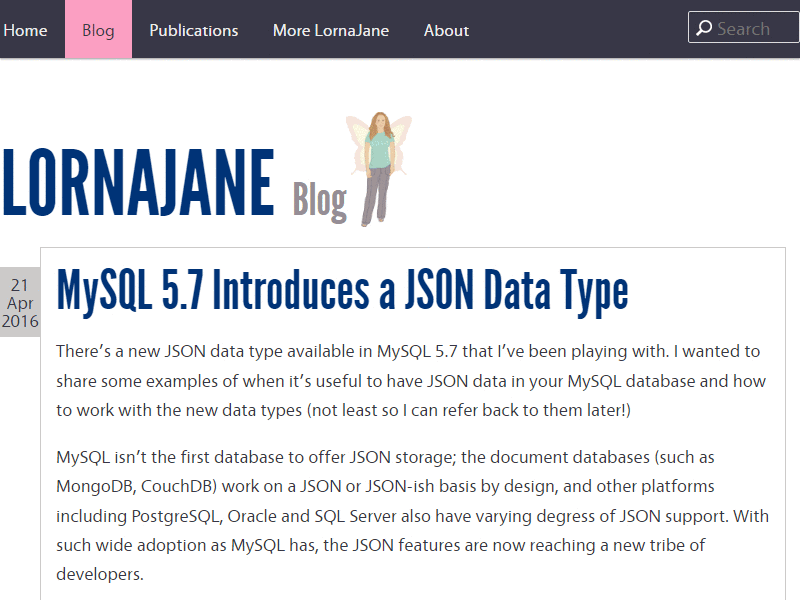 Home Blog Publications More LornaJane About Search
LORNAJANE Blog
21
Apr
2016
MySQL 5.7 Introduces a JSON Data Type
There’s a new JSON data type available in MySQL 5.7 that I’ve been playing with. I wanted to
share some examples of when it’s useful to have JSON data in your MySQL database and how
to work with the new data types (not least so I can refer back to them later!)
MySQL isn’t the first database to offer JSON storage; the document databases (such as
MongoDB, CouchDB) work on a JSON or JSON-ish basis by design, and other platforms
including PostgreSQL, Oracle and SQL Server also have varying degress of JSON support. With
such wide adoption as MySQL has, the JSON features are now reaching a new tribe of
developers.